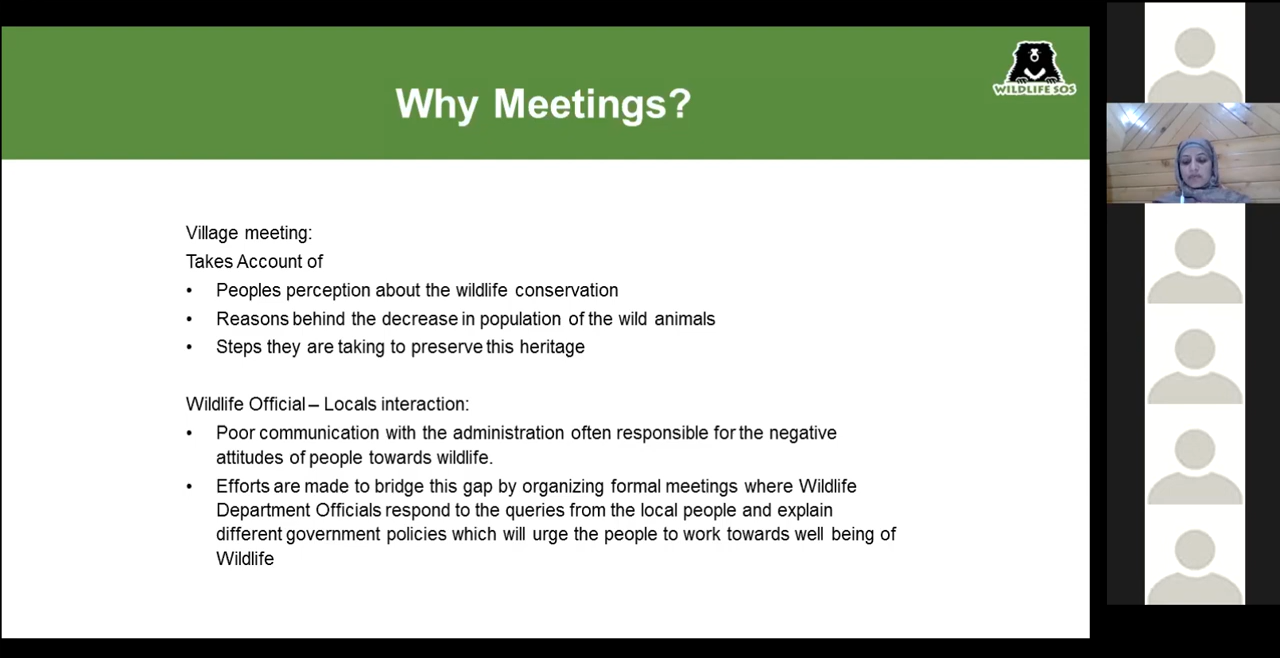 Why Meetings?
WILDLIFE SOS
Village meeting:
Takes Account of
• Peoples perception about the wildlife conservation
• Reasons behind the decrease in population of the wild animals
• Steps they are taking to preserve this heritage
Wildlife Official – Locals interaction:
• Poor communication with the administration often responsible for the negative
attitudes of people towards wildlife.
• Efforts are made to bridge this gap by organizing formal meetings where Wildlife
Department Officials respond to the queries from the local people and explain
different government policies which will urge the people to work towards well being of
Wildlife